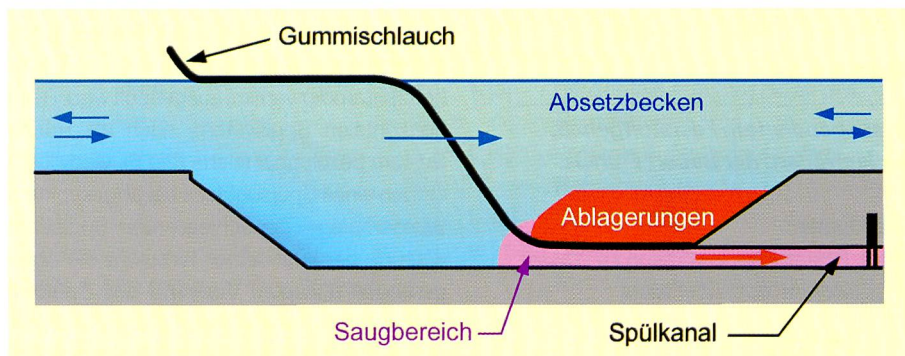 Gummischlauch
Absetzbecken
Ablagerungen
Saugbereich
Spülkanal